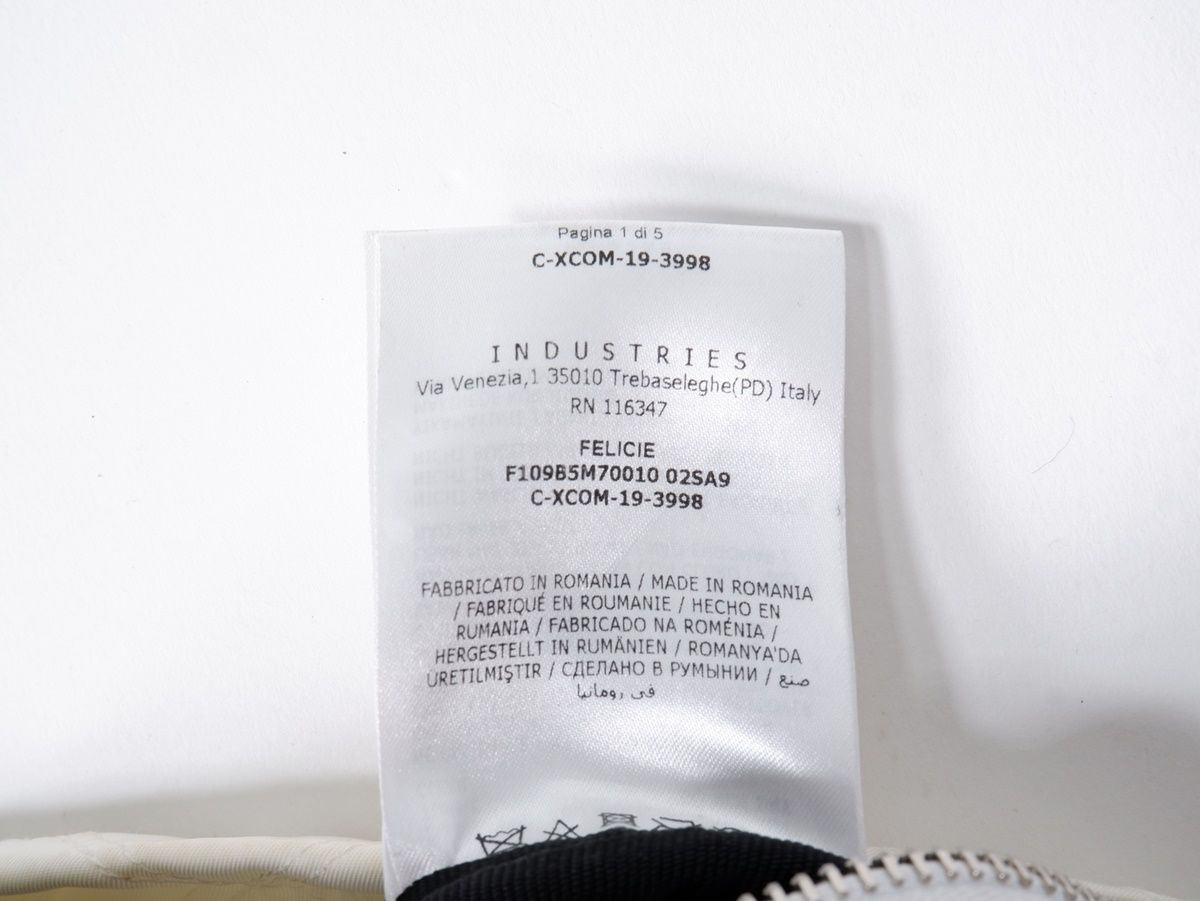 Pagina 1 di 5
C-XCOM-19-3998
INDUSTRIES
Via Venezia,1 35010 Trebaseleghe(PD) Italy
RN 116347
FELICIE
F109B5M70010 02SA9
C-XCOM-19-3998
FABBRICATO IN ROMANIA / MADE IN ROMANIA
/ FABRIQUÉ EN ROUMANIE / HECHO EN
RUMANIA / FABRICADO NA ROMÉNIA /
HERGESTELLT IN RUMÄNIEN / ROMANYA'DA
ÜRETILMIŞTIR / СДЕЛАНО В РУМЫНИИ / صنع
في رومانيا